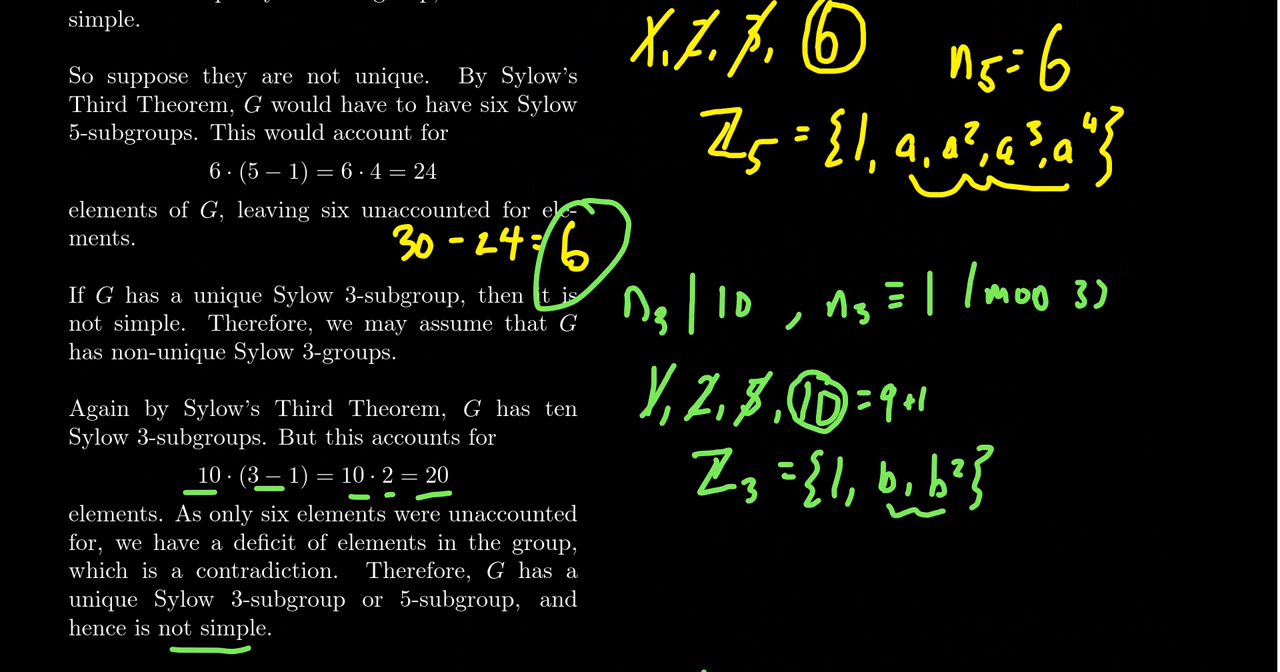 simple.
So suppose they are not unique. By Sylow's
Third Theorem, G would have to have six Sylow
5-subgroups. This would account for
6 · (5 − 1) = 6 · 4 = 24
elements of G, leaving six unaccounted for ele-
ments.
30 - 24 = 6
If G has a unique Sylow 3-subgroup, then it is
not simple. Therefore, we may assume that G
has non-unique Sylow 3-groups.
Again by Sylow's Third Theorem, G has ten
Sylow 3-subgroups. But this accounts for
10 · (3 − 1) = 10 · 2 = 20
elements. As only six elements were unaccounted
for, we have a deficit of elements in the group,
which is a contradiction. Therefore, G has a
unique Sylow 3-subgroup or 5-subgroup, and
hence is not simple.
1, 2, 3, 6
n₅ = 6
ℤ₅ = {1, a, a², a³, a⁴}
n₃ | 10 , n₃ ≡ 1 (mod 3)
1, 2, 5, 10 = 9+1
ℤ₃ = {1, b, b²}